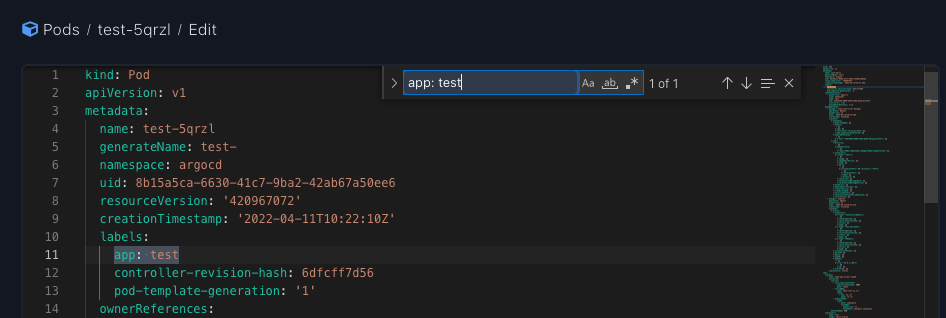 Pods / test-5qrzl / Edit
app: test
Aa ab .* 1 of 1
1 kind: Pod
2 apiVersion: v1
3 metadata:
4 name: test-5qrzl
5 generateName: test-
6 namespace: argocd
7 uid: 8b15a5ca-6630-41c7-9ba2-42ab67a50ee6
8 resourceVersion: '420967072'
9 creationTimestamp: '2022-04-11T10:22:10Z'
10 labels:
11 app: test
12 controller-revision-hash: 6dfcff7d56
13 pod-template-generation: '1'
14 ownerReferences: